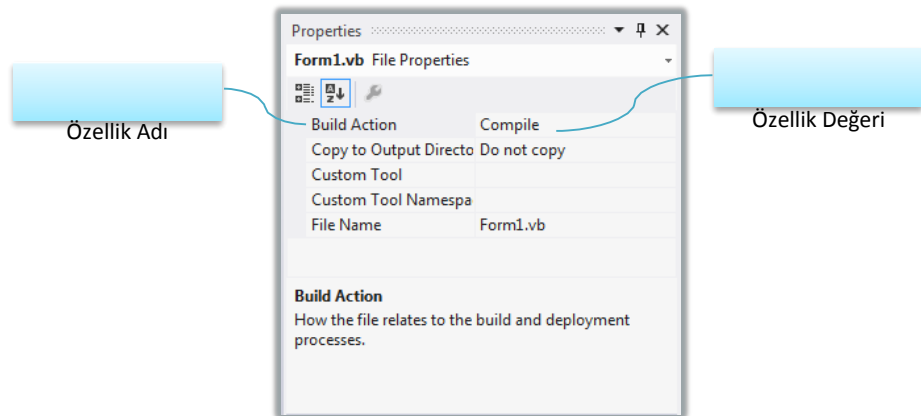 Properties
Form1.vb File Properties
Özellik Adı
Özellik Değeri
Build Action Compile
Copy to Output Directo Do not copy
Custom Tool
Custom Tool Namespa
File Name Form1.vb
Build Action
How the file relates to the build and deployment
processes.